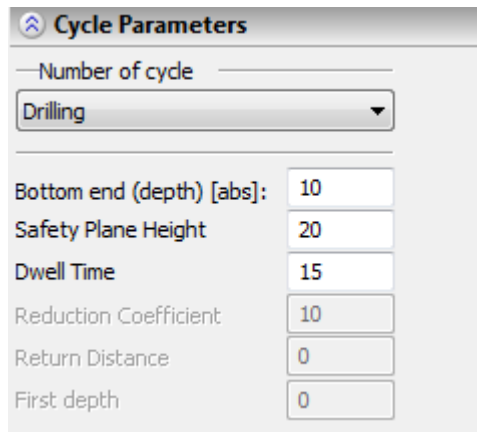 Cycle Parameters
Number of cycle
Drilling
Bottom end (depth) [abs]: 10
Safety Plane Height 20
Dwell Time 15
Reduction Coefficient 10
Return Distance 0
First depth 0